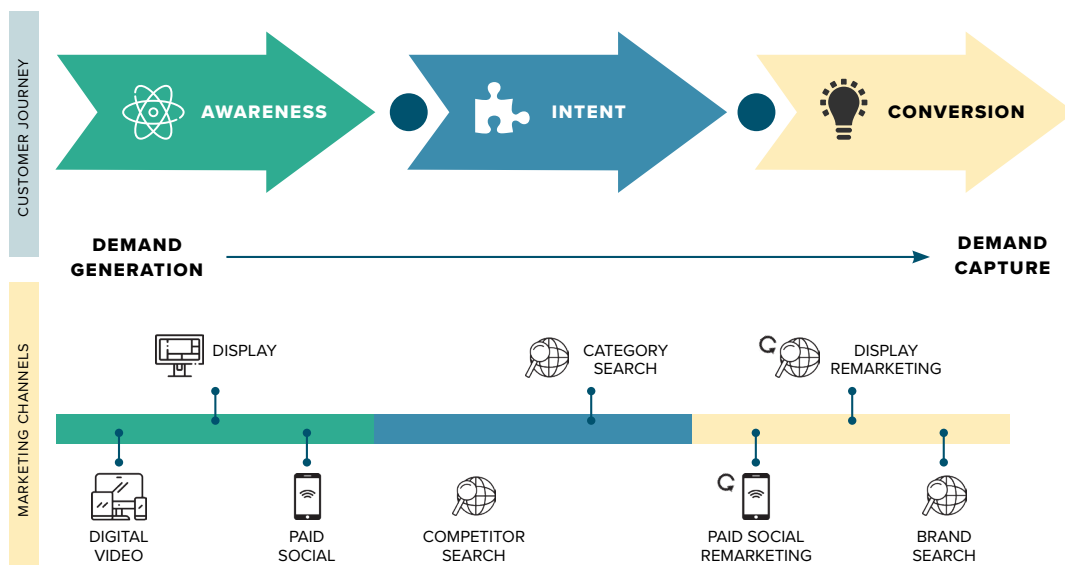 CUSTOMER JOURNEY
AWARENESS
INTENT
CONVERSION
DEMAND
GENERATION
DEMAND
CAPTURE
MARKETING CHANNELS
DISPLAY
CATEGORY
SEARCH
DISPLAY
REMARKETING
DIGITAL
VIDEO
PAID
SOCIAL
COMPETITOR
SEARCH
PAID SOCIAL
REMARKETING
BRAND
SEARCH